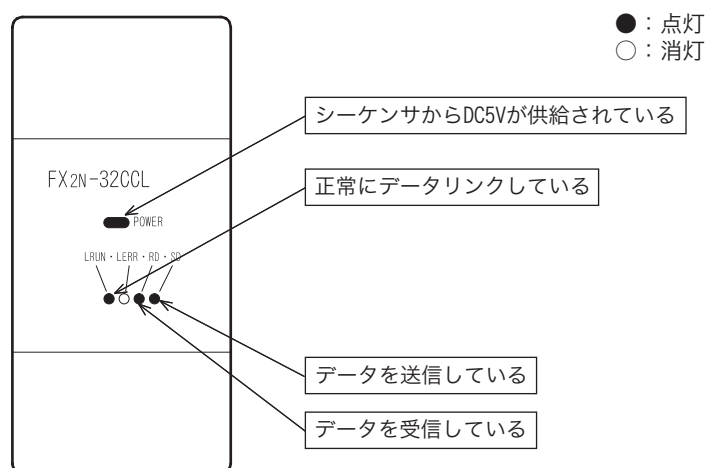 ●：点灯
○：消灯
シーケンサからDC5Vが供給されている
FX2N-32CCL
正常にデータリンクしている
POWER
LRUN・LERR・RD・SD
データを送信している
データを受信している